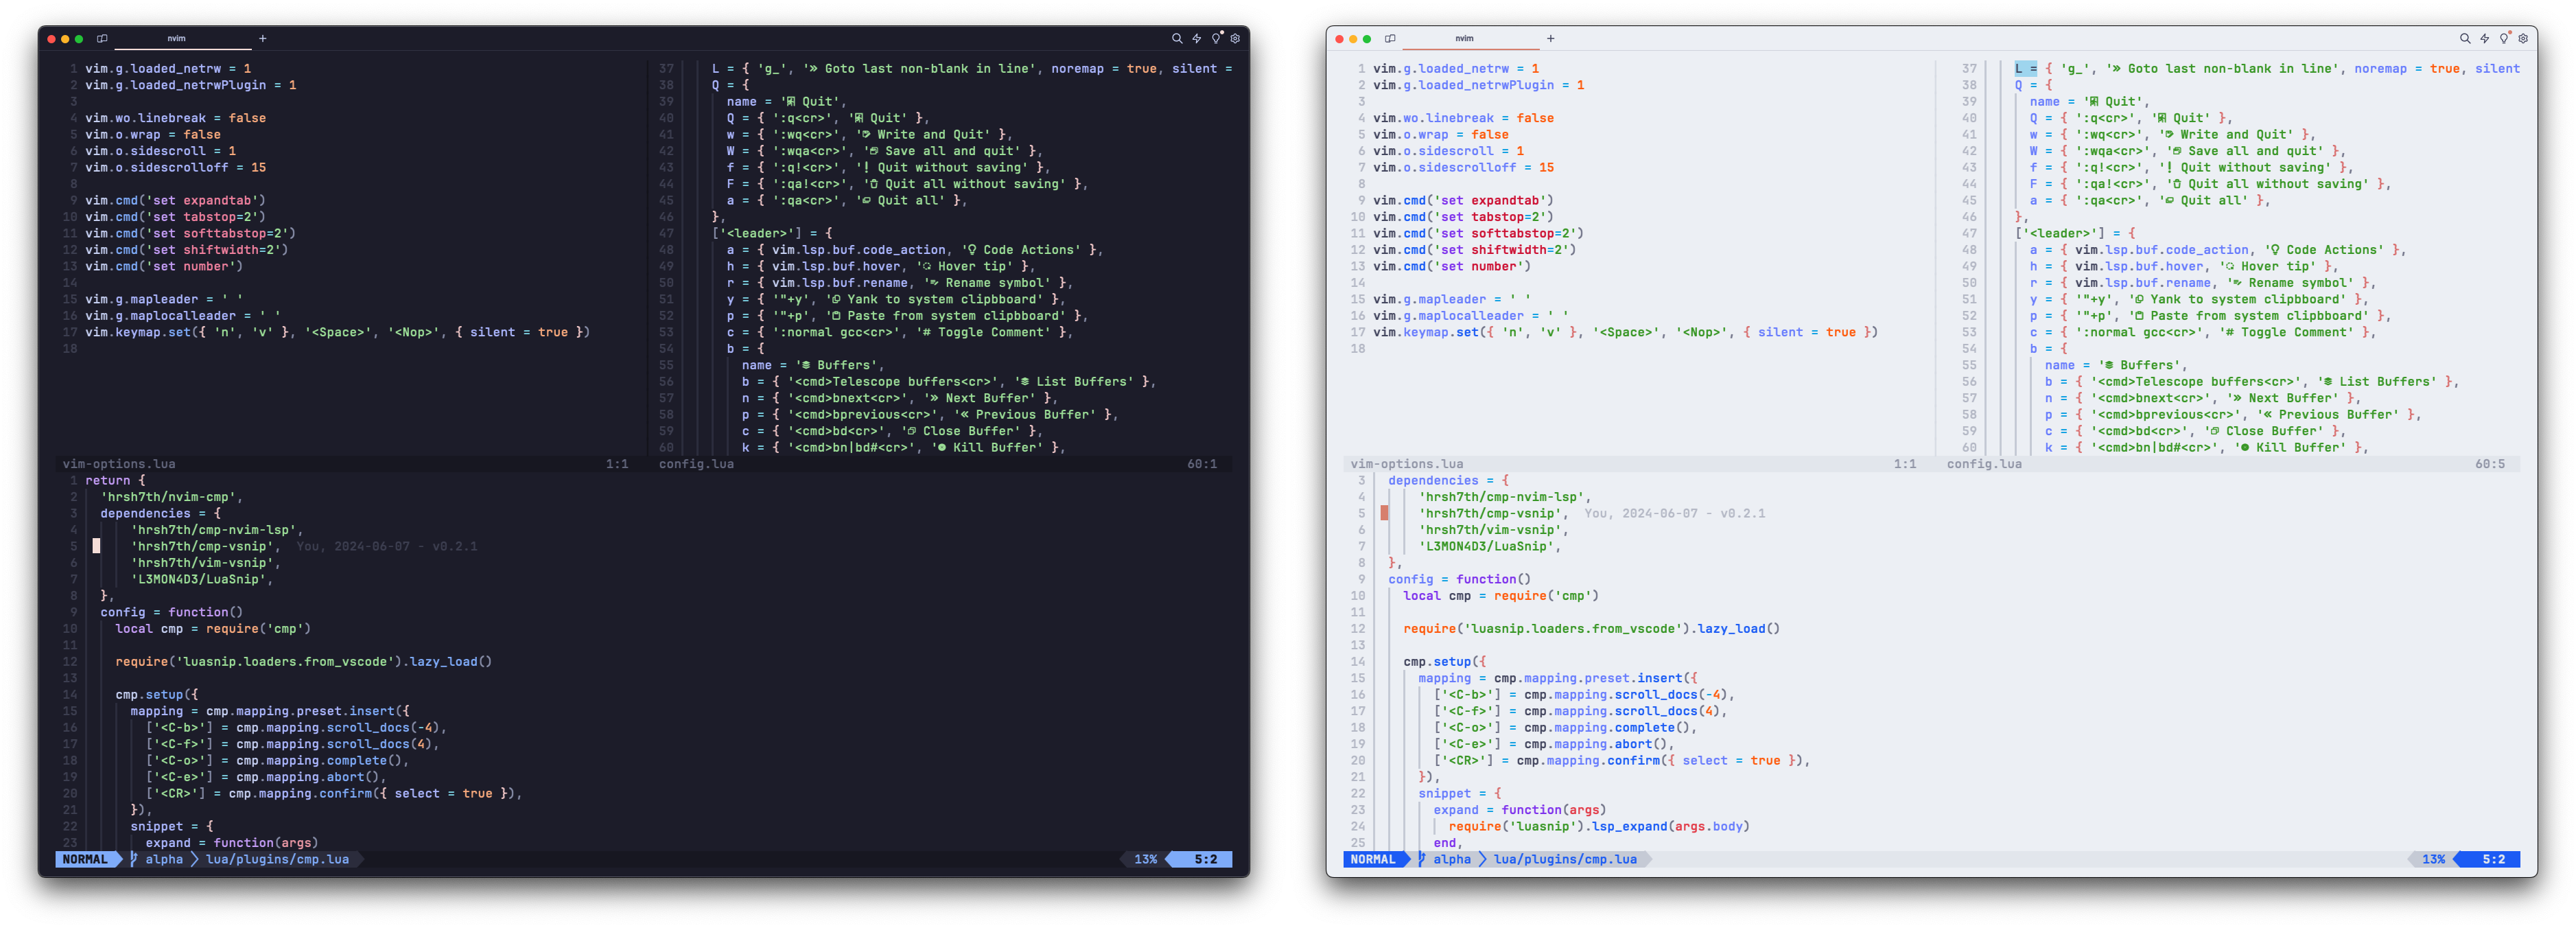 nvim
1 vim.g.loaded_netrw = 1
2 vim.g.loaded_netrwPlugin = 1
3
4 vim.wo.linebreak = false
5 vim.o.wrap = false
6 vim.o.sidescroll = 1
7 vim.o.sidescrolloff = 15
8
9 vim.cmd('set expandtab')
10 vim.cmd('set tabstop=2')
11 vim.cmd('set softtabstop=2')
12 vim.cmd('set shiftwidth=2')
13 vim.cmd('set number')
14
15 vim.g.mapleader = ' '
16 vim.g.maplocalleader = ' '
17 vim.keymap.set({ 'n', 'v' }, '<Space>', '<Nop>', { silent = true })
18
37 L = { 'g_', '» Goto last non-blank in line', noremap = true, silent =
38 Q = {
39 name = ' Quit',
40 Q = { ':q<cr>', ' Quit' },
41 w = { ':wq<cr>', ' Write and Quit' },
42 W = { ':wqa<cr>', ' Save all and quit' },
43 f = { ':q!<cr>', '! Quit without saving' },
44 F = { ':qa!<cr>', ' Quit all without saving' },
45 a = { ':qa<cr>', ' Quit all' },
46 },
47 ['<leader>'] = {
48 a = { vim.lsp.buf.code_action, ' Code Actions' },
49 h = { vim.lsp.buf.hover, ' Hover tip' },
50 r = { vim.lsp.buf.rename, ' Rename symbol' },
51 y = { '"+y', ' Yank to system clipbboard' },
52 p = { '"+p', ' Paste from system clipbboard' },
53 c = { ':normal gcc<cr>', '# Toggle Comment' },
54 b = {
55 name = ' Buffers',
56 b = { '<cmd>Telescope buffers<cr>', ' List Buffers' },
57 n = { '<cmd>bnext<cr>', '» Next Buffer' },
58 p = { '<cmd>bprevious<cr>', '« Previous Buffer' },
59 c = { '<cmd>bd<cr>', ' Close Buffer' },
60 k = { '<cmd>bn|bd#<cr>', ' Kill Buffer' },
vim-options.lua 1:1 config.lua 60:1
1 return {
2 'hrsh7th/nvim-cmp',
3 dependencies = {
4 'hrsh7th/cmp-nvim-lsp',
5 'hrsh7th/cmp-vsnip', You, 2024-06-07 - v0.2.1
6 'hrsh7th/vim-vsnip',
7 'L3MON4D3/LuaSnip',
8 },
9 config = function()
10 local cmp = require('cmp')
11
12 require('luasnip.loaders.from_vscode').lazy_load()
13
14 cmp.setup({
15 mapping = cmp.mapping.preset.insert({
16 ['<C-b>'] = cmp.mapping.scroll_docs(-4),
17 ['<C-f>'] = cmp.mapping.scroll_docs(4),
18 ['<C-o>'] = cmp.mapping.complete(),
19 ['<C-e>'] = cmp.mapping.abort(),
20 ['<CR>'] = cmp.mapping.confirm({ select = true }),
21 }),
22 snippet = {
23 expand = function(args)
NORMAL alpha lua/plugins/cmp.lua 13% 5:2
nvim
1 vim.g.loaded_netrw = 1
2 vim.g.loaded_netrwPlugin = 1
3
4 vim.wo.linebreak = false
5 vim.o.wrap = false
6 vim.o.sidescroll = 1
7 vim.o.sidescrolloff = 15
8
9 vim.cmd('set expandtab')
10 vim.cmd('set tabstop=2')
11 vim.cmd('set softtabstop=2')
12 vim.cmd('set shiftwidth=2')
13 vim.cmd('set number')
14
15 vim.g.mapleader = ' '
16 vim.g.maplocalleader = ' '
17 vim.keymap.set({ 'n', 'v' }, '<Space>', '<Nop>', { silent = true })
18
37 L = { 'g_', '» Goto last non-blank in line', noremap = true, silent
38 Q = {
39 name = ' Quit',
40 Q = { ':q<cr>', ' Quit' },
41 w = { ':wq<cr>', ' Write and Quit' },
42 W = { ':wqa<cr>', ' Save all and quit' },
43 f = { ':q!<cr>', '! Quit without saving' },
44 F = { ':qa!<cr>', ' Quit all without saving' },
45 a = { ':qa<cr>', ' Quit all' },
46 },
47 ['<leader>'] = {
48 a = { vim.lsp.buf.code_action, ' Code Actions' },
49 h = { vim.lsp.buf.hover, ' Hover tip' },
50 r = { vim.lsp.buf.rename, ' Rename symbol' },
51 y = { '"+y', ' Yank to system clipbboard' },
52 p = { '"+p', ' Paste from system clipbboard' },
53 c = { ':normal gcc<cr>', '# Toggle Comment' },
54 b = {
55 name = ' Buffers',
56 b = { '<cmd>Telescope buffers<cr>', ' List Buffers' },
57 n = { '<cmd>bnext<cr>', '» Next Buffer' },
58 p = { '<cmd>bprevious<cr>', '« Previous Buffer' },
59 c = { '<cmd>bd<cr>', ' Close Buffer' },
60 k = { '<cmd>bn|bd#<cr>', ' Kill Buffer' },
vim-options.lua 1:1 config.lua 60:5
3 dependencies = {
4 'hrsh7th/cmp-nvim-lsp',
5 'hrsh7th/cmp-vsnip', You, 2024-06-07 - v0.2.1
6 'hrsh7th/vim-vsnip',
7 'L3MON4D3/LuaSnip',
8 },
9 config = function()
10 local cmp = require('cmp')
11
12 require('luasnip.loaders.from_vscode').lazy_load()
13
14 cmp.setup({
15 mapping = cmp.mapping.preset.insert({
16 ['<C-b>'] = cmp.mapping.scroll_docs(-4),
17 ['<C-f>'] = cmp.mapping.scroll_docs(4),
18 ['<C-o>'] = cmp.mapping.complete(),
19 ['<C-e>'] = cmp.mapping.abort(),
20 ['<CR>'] = cmp.mapping.confirm({ select = true }),
21 }),
22 snippet = {
23 expand = function(args)
24 require('luasnip').lsp_expand(args.body)
25 end,
NORMAL alpha lua/plugins/cmp.lua 13% 5:2